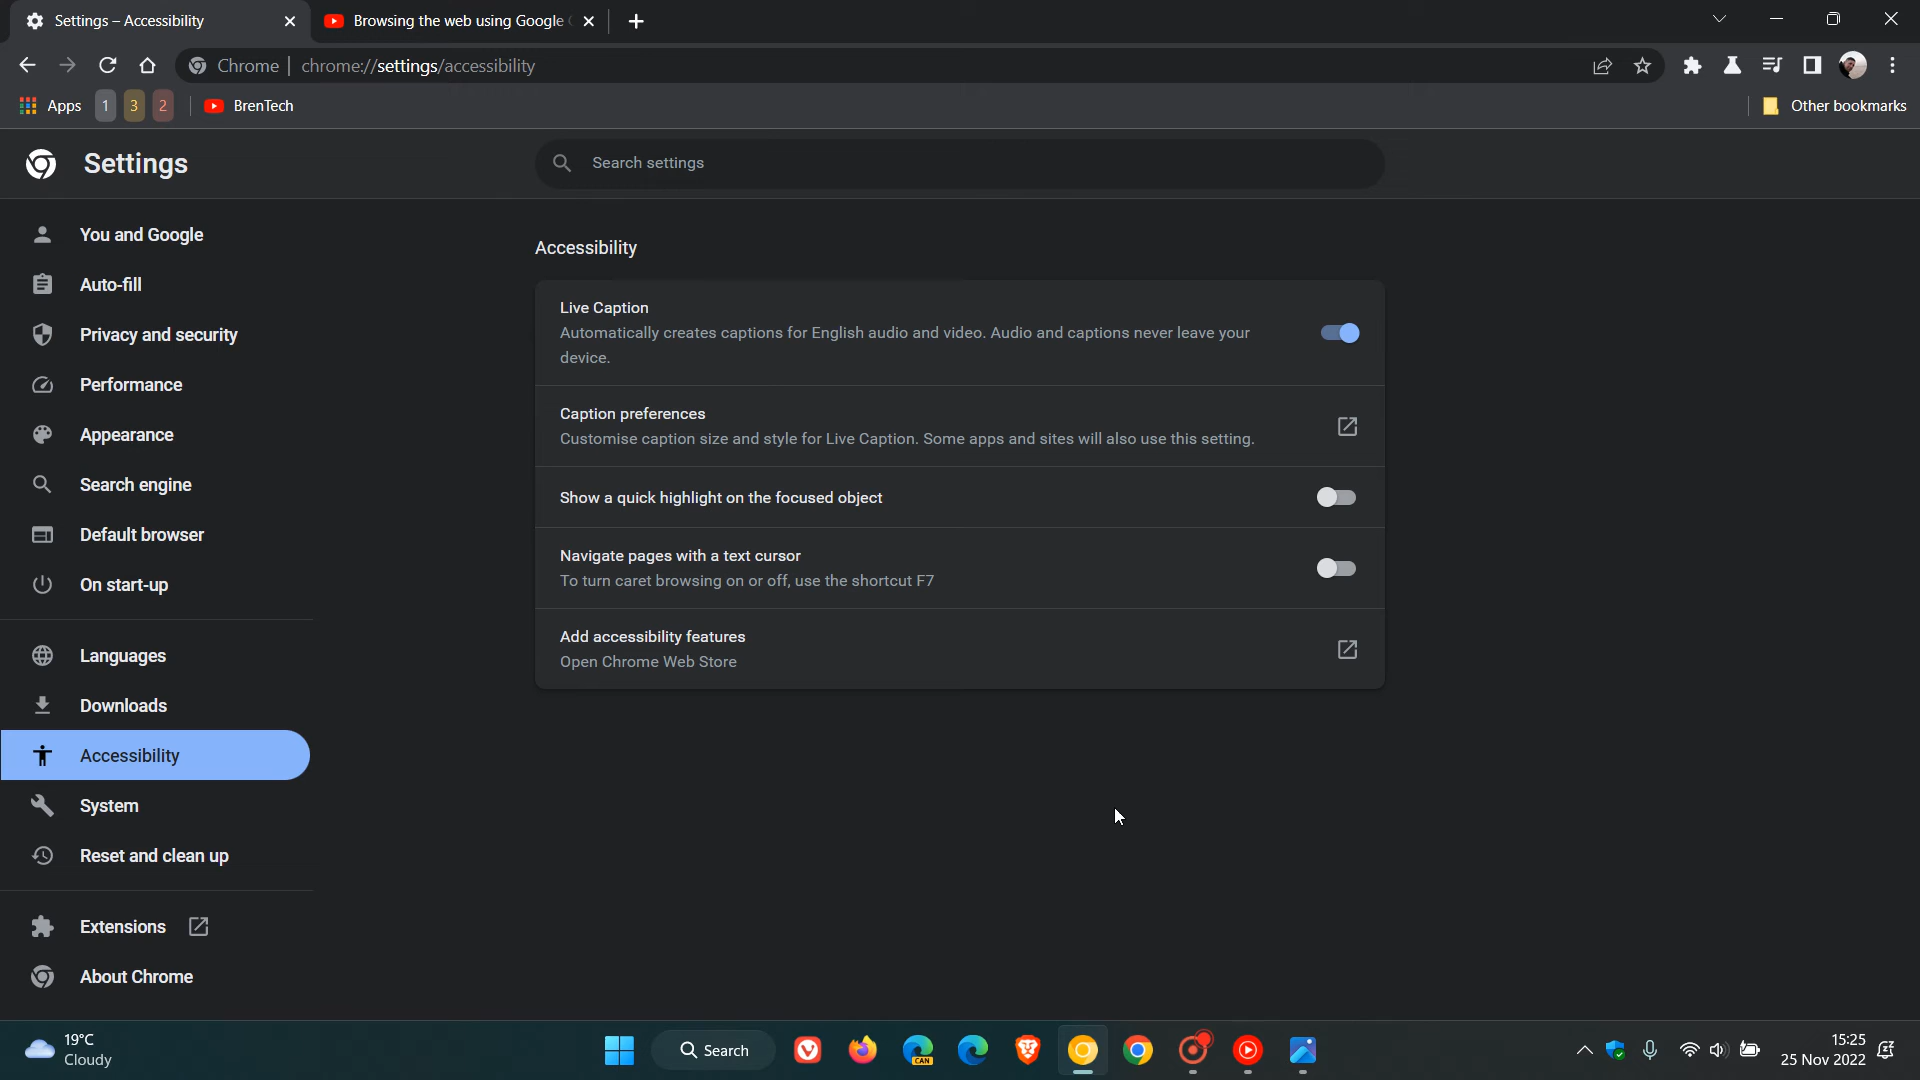 Settings – Accessibility
Browsing the web using Google
Chrome | chrome://settings/accessibility
Apps 1 3 2 BrenTech Other bookmarks
Settings
Search settings
You and Google
Auto-fill
Privacy and security
Performance
Appearance
Search engine
Default browser
On start-up
Languages
Downloads
Accessibility
System
Reset and clean up
Extensions
About Chrome
Accessibility
Live Caption
Automatically creates captions for English audio and video. Audio and captions never leave your
device.
Caption preferences
Customise caption size and style for Live Caption. Some apps and sites will also use this setting.
Show a quick highlight on the focused object
Navigate pages with a text cursor
To turn caret browsing on or off, use the shortcut F7
Add accessibility features
Open Chrome Web Store
19°C
Cloudy
Search
CAN
15:25
25 Nov 2022